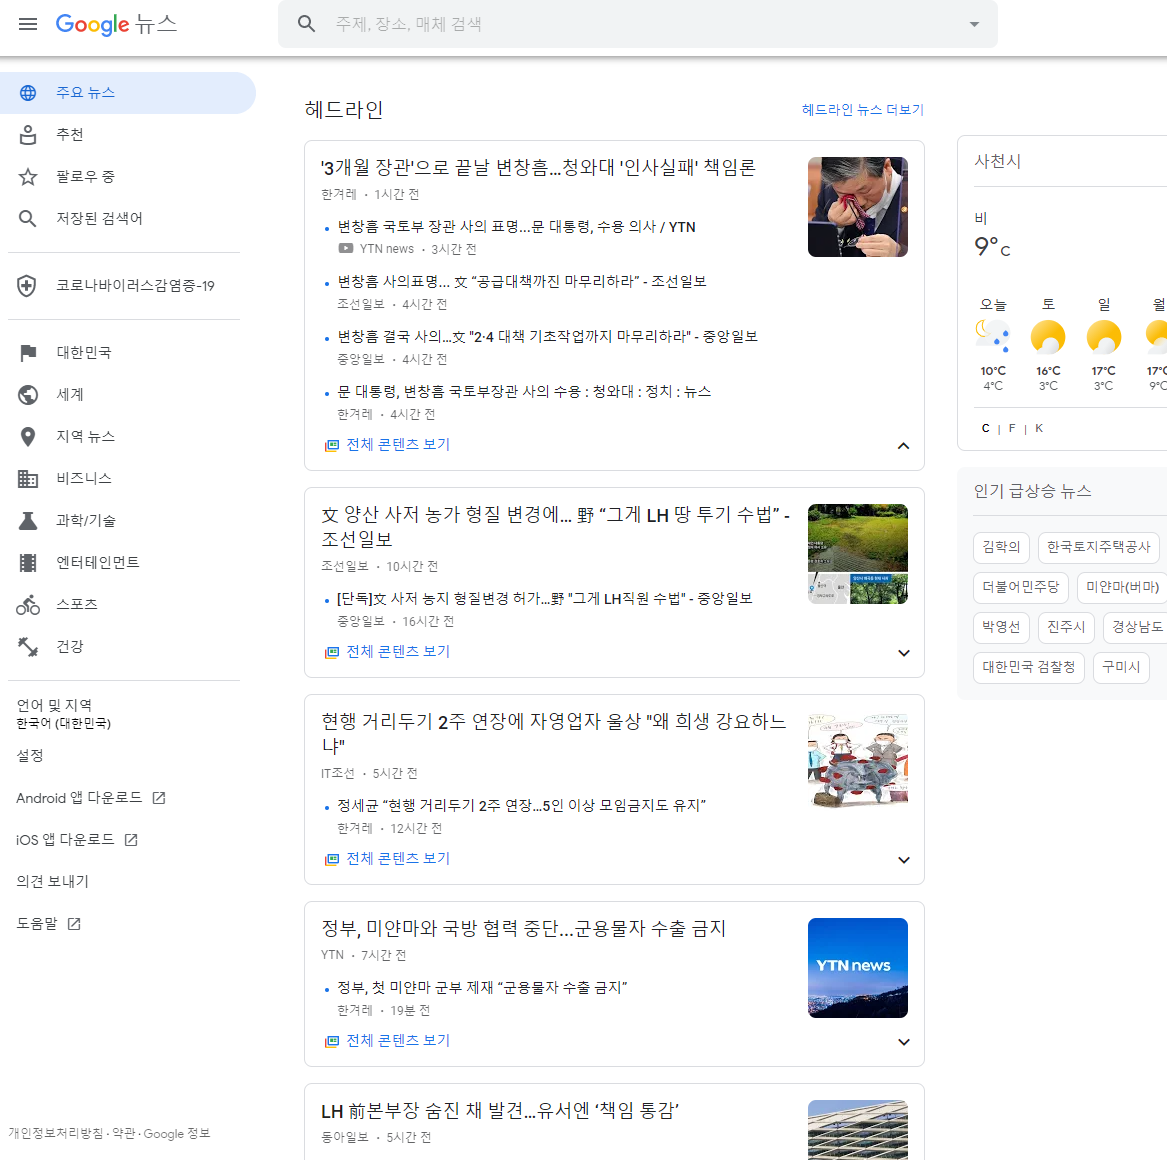 Google 뉴스
주제, 장소, 매체 검색
주요 뉴스
추천
팔로우 중
저장된 검색어
코로나바이러스감염증-19
대한민국
세계
지역 뉴스
비즈니스
과학/기술
엔터테인먼트
스포츠
건강
언어 및 지역
한국어 (대한민국)
설정
Android 앱 다운로드
iOS 앱 다운로드
의견 보내기
도움말
개인정보처리방침 · 약관 · Google 정보
헤드라인
헤드라인 뉴스 더보기
'3개월 장관'으로 끝날 변창흠...청와대 '인사실패' 책임론
한겨레 · 1시간 전
변창흠 국토부 장관 사의 표명...문 대통령, 수용 의사 / YTN
YTN news · 3시간 전
변창흠 사의표명... 文 “공급대책까진 마무리하라” - 조선일보
조선일보 · 4시간 전
변창흠 결국 사의...文 "2·4 대책 기초작업까지 마무리하라" - 중앙일보
중앙일보 · 4시간 전
문 대통령, 변창흠 국토부장관 사의 수용 : 청와대 : 정치 : 뉴스
한겨레 · 4시간 전
전체 콘텐츠 보기
文 양산 사저 농가 형질 변경에... 野 “그게 LH 땅 투기 수법” -
조선일보
조선일보 · 10시간 전
[단독]文 사저 농지 형질변경 허가...野 "그게 LH직원 수법" - 중앙일보
중앙일보 · 16시간 전
전체 콘텐츠 보기
현행 거리두기 2주 연장에 자영업자 울상 "왜 희생 강요하느
냐"
IT조선 · 5시간 전
정세균 “현행 거리두기 2주 연장...5인 이상 모임금지도 유지”
한겨레 · 12시간 전
전체 콘텐츠 보기
정부, 미얀마와 국방 협력 중단...군용물자 수출 금지
YTN · 7시간 전
정부, 첫 미얀마 군부 제재 “군용물자 수출 금지”
한겨레 · 19분 전
전체 콘텐츠 보기
YTN news
LH 前본부장 숨진 채 발견...유서엔 ‘책임 통감’
동아일보 · 5시간 전
사천시
비
9°C
오늘 토 일 월
10°C 16°C 17°C 17°C
4°C 3°C 3°C 9°C
C | F | K
인기 급상승 뉴스
김학의 한국토지주택공사
더불어민주당 미얀마(버마)
박영선 진주시 경상남도
대한민국 검찰청 구미시